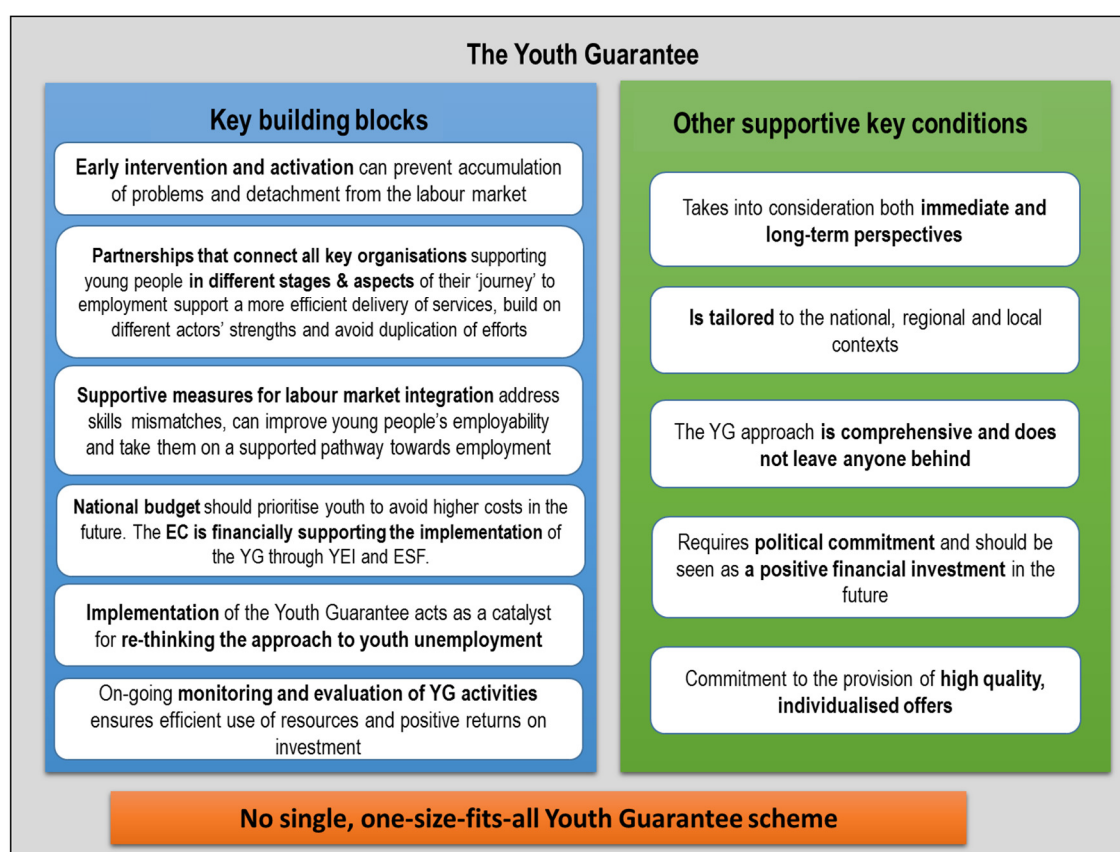 The Youth Guarantee
Key building blocks
Early intervention and activation can prevent accumulation
of problems and detachment from the labour market
Partnerships that connect all key organisations supporting
young people in different stages & aspects of their ‘journey’ to
employment support a more efficient delivery of services, build on
different actors’ strengths and avoid duplication of efforts
Supportive measures for labour market integration address
skills mismatches, can improve young people’s employability
and take them on a supported pathway towards employment
National budget should prioritise youth to avoid higher costs in the
future. The EC is financially supporting the implementation of
the YG through YEI and ESF.
Implementation of the Youth Guarantee acts as a catalyst
for re-thinking the approach to youth unemployment
On-going monitoring and evaluation of YG activities
ensures efficient use of resources and positive returns on
investment
Other supportive key conditions
Takes into consideration both immediate and
long-term perspectives
Is tailored to the national, regional and local
contexts
The YG approach is comprehensive and does
not leave anyone behind
Requires political commitment and should be
seen as a positive financial investment in the
future
Commitment to the provision of high quality,
individualised offers
No single, one-size-fits-all Youth Guarantee scheme